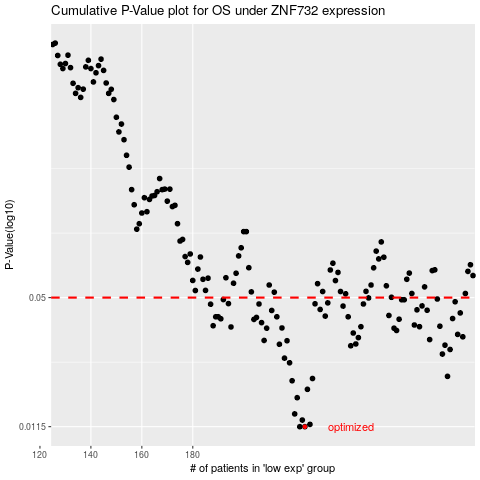 Cumulative P-Value plot for OS under ZNF732 expression
P-Value(log10)
0.05
0.0115
optimized
120 140 160 180
# of patients in 'low exp' group